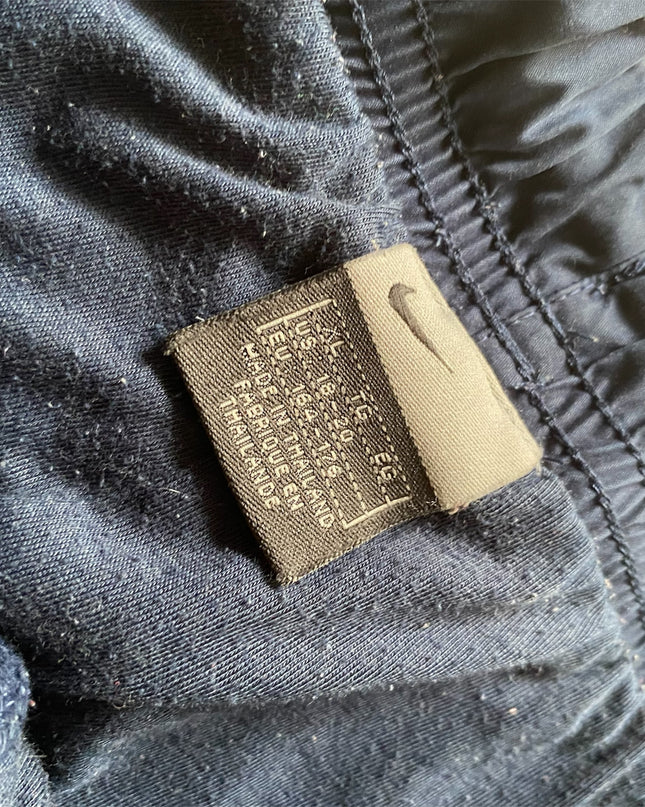 XL TG EG
US 18 - 20
EU 164 - 176
MADE IN THAILAND
FABRIQUE EN
THAILANDE